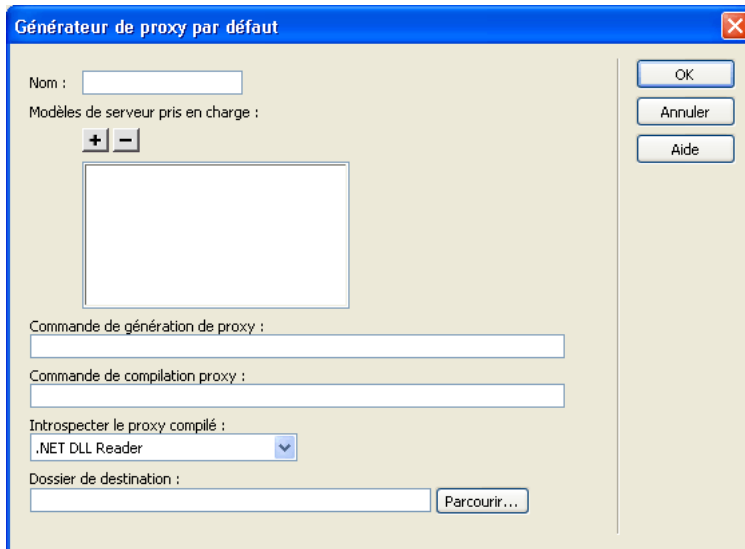 Générateur de proxy par défaut
Nom :
OK
Modèles de serveur pris en charge :
Annuler
+ −
Aide
Commande de génération de proxy :
Commande de compilation proxy :
Introspecter le proxy compilé :
.NET DLL Reader
Dossier de destination :
Parcourir...